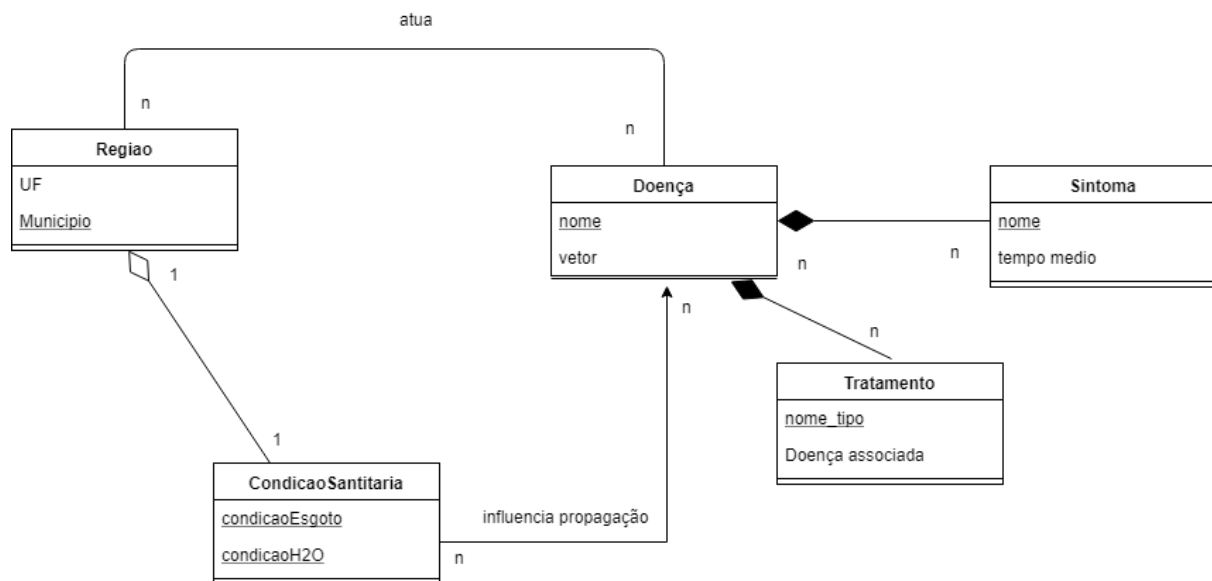 atua
n
n
Regiao
UF
Municipio
1
Doença
nome
vetor
n
n
Sintoma
nome
tempo medio
n
n
Tratamento
nome_tipo
Doença associada
1
CondicaoSantitaria
condicaoEsgoto
condicaoH2O
influencia propagação
n